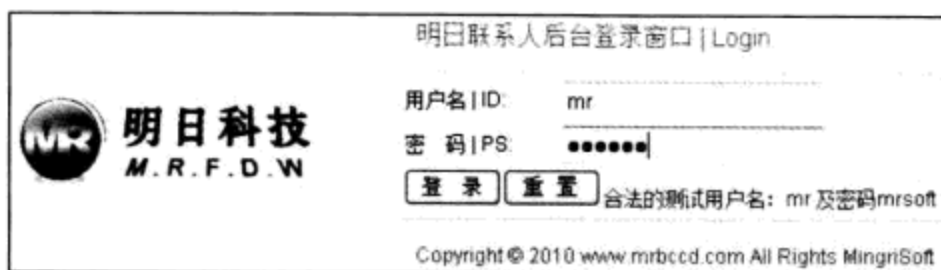 明日联系人后台登录窗口 | Login
MR
明日科技
M.R.F.D.W
用户名 | ID: mr
密 码 | PS: ●●●●●●
登 录 重 置 合法的测试用户名：mr 及密码mrsoft
Copyright © 2010 www.mrbccd.com All Rights MingriSoft